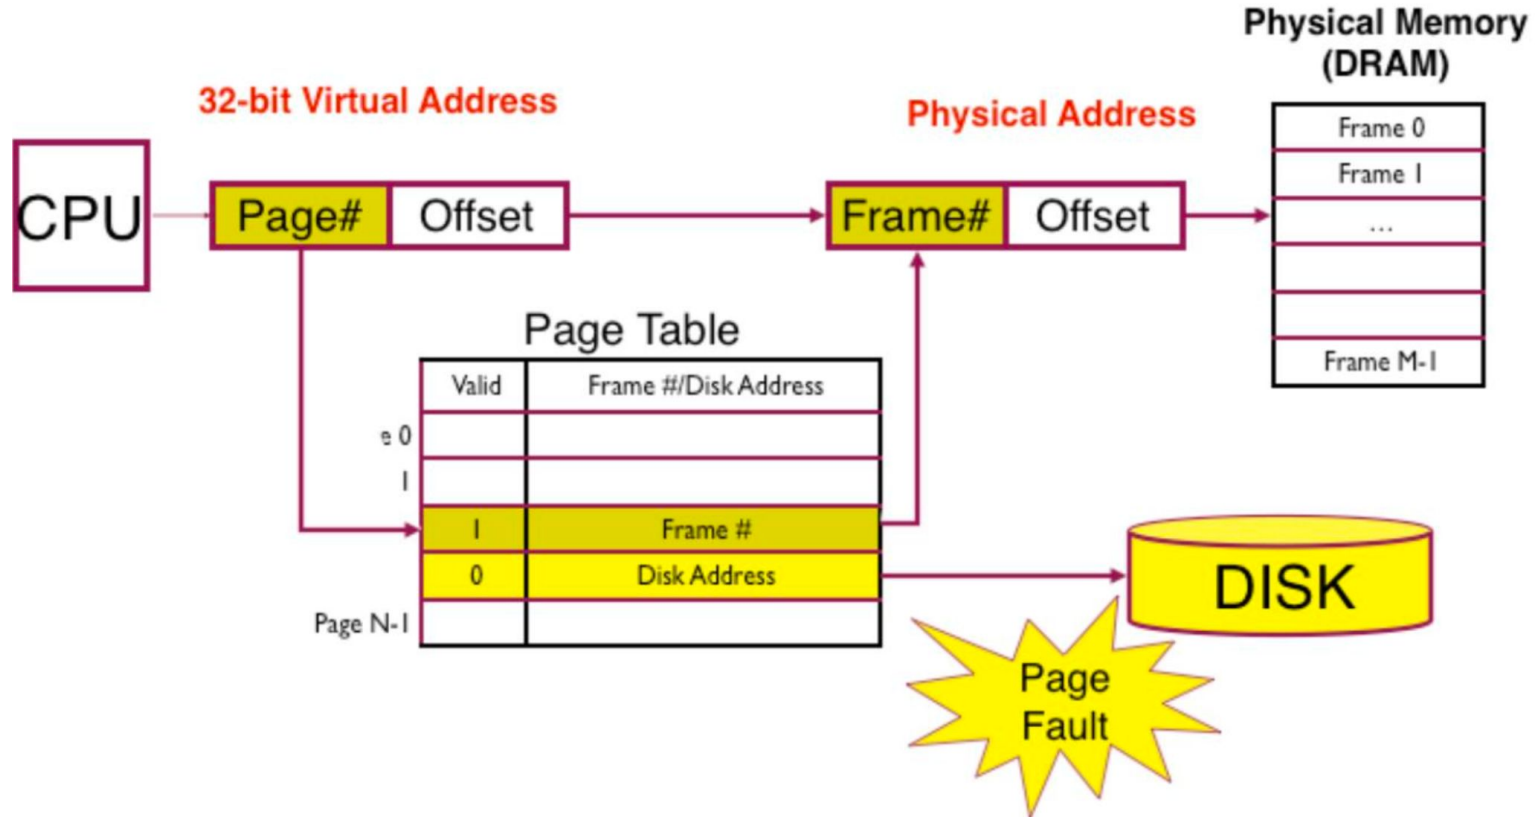 Physical Memory
(DRAM)
32-bit Virtual Address
Physical Address
CPU
Page#
Offset
Frame#
Offset
Frame 0
Frame 1
...
Frame M-1
Page Table
Valid
Frame #/Disk Address
e 0
1
1
Frame #
0
Disk Address
Page N-1
DISK
Page
Fault